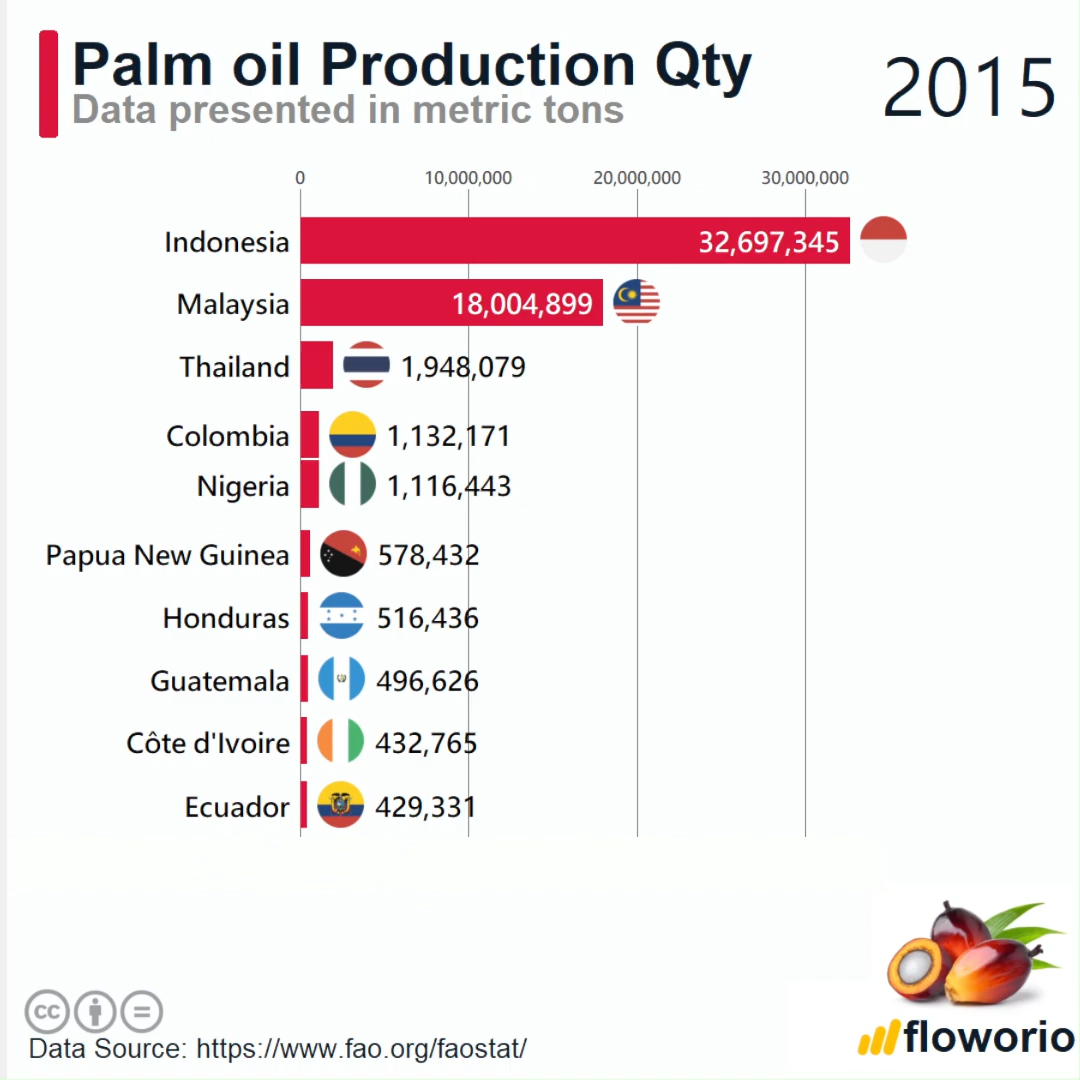 Palm oil Production Qty
Data presented in metric tons
2015
0 10,000,000 20,000,000 30,000,000
Indonesia 32,697,345
Malaysia 18,004,899
Thailand 1,948,079
Colombia 1,132,171
Nigeria 1,116,443
Papua New Guinea 578,432
Honduras 516,436
Guatemala 496,626
Côte d'Ivoire 432,765
Ecuador 429,331
cc
Data Source: https://www.fao.org/faostat/
floworio